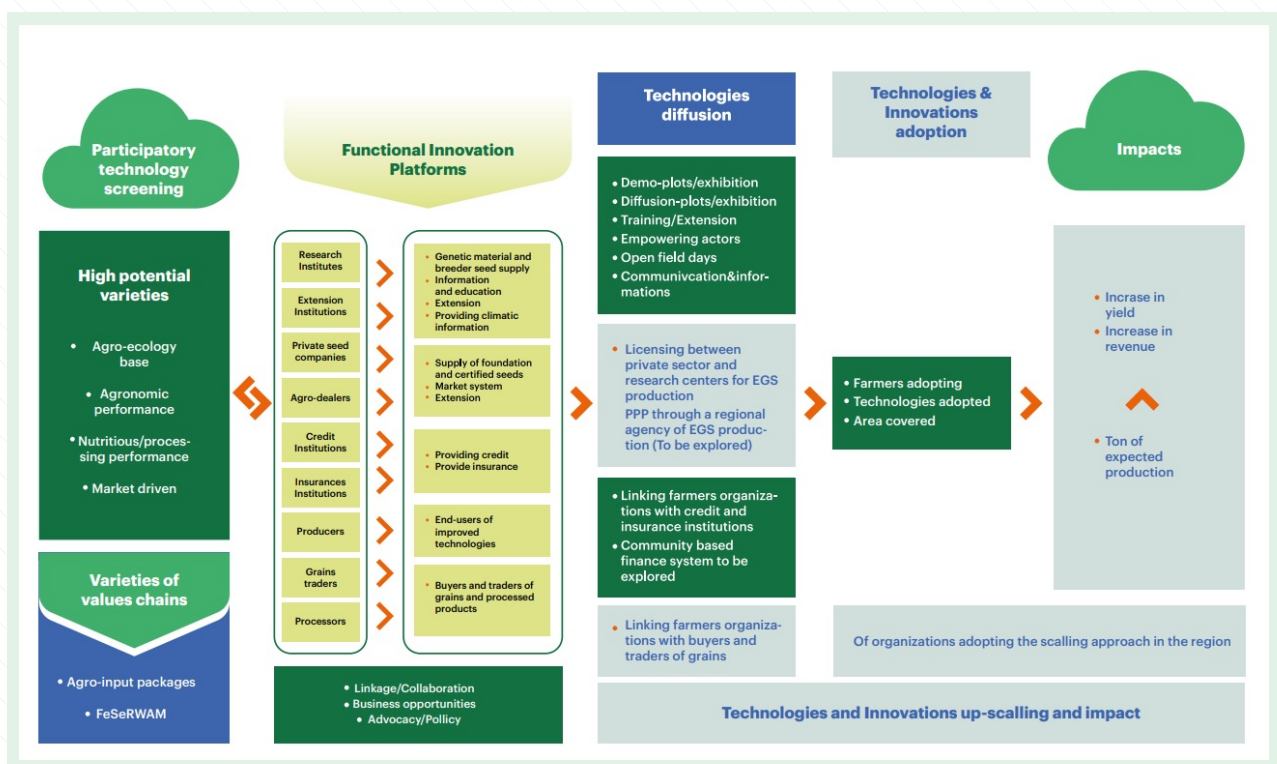 Participatory
technology
screening
High potential
varieties
• Agro-ecology
base
• Agronomic
performance
• Nutritious/proces-
sing performance
• Market driven
Varieties of
values chains
• Agro-input packages
• FeSeRWAM
Functional Innovation
Platforms
Research
Institutes
Extension
Institutions
Private seed
companies
Agro-dealers
Credit
Institutions
Insurances
Institutions
Producers
Grains
traders
Processors
• Genetic material and
breeder seed supply
• Information
and education
• Extension
• Providing climatic
information
• Supply of foundation
and certified seeds
• Market system
• Extension
• Providing credit
• Provide insurance
• End-users of
improved
technologies
• Buyers and traders of
grains and processed
products
• Linkage/Collaboration
• Business opportunities
• Advocacy/Pollicy
Technologies
diffusion
• Demo-plots/exhibition
• Diffusion-plots/exhibition
• Training/Extension
• Empowering actors
• Open field days
• Communivcation&infor-
mations
• Licensing between
private sector and
research centers for EGS
production
PPP through a regional
agency of EGS produc-
tion (To be explored)
• Linking farmers organiza-
tions with credit and
insurance institutions
• Community based
finance system to be
explored
• Linking farmers organiza-
tions with buyers and
traders of grains
Technologies &
Innovations
adoption
• Farmers adopting
• Technologies adopted
• Area covered
Impacts
• Incrase in
yield
• Increase in
revenue
• Ton of
expected
production
Of organizations adopting the scalling approach in the region
Technologies and Innovations up-scalling and impact